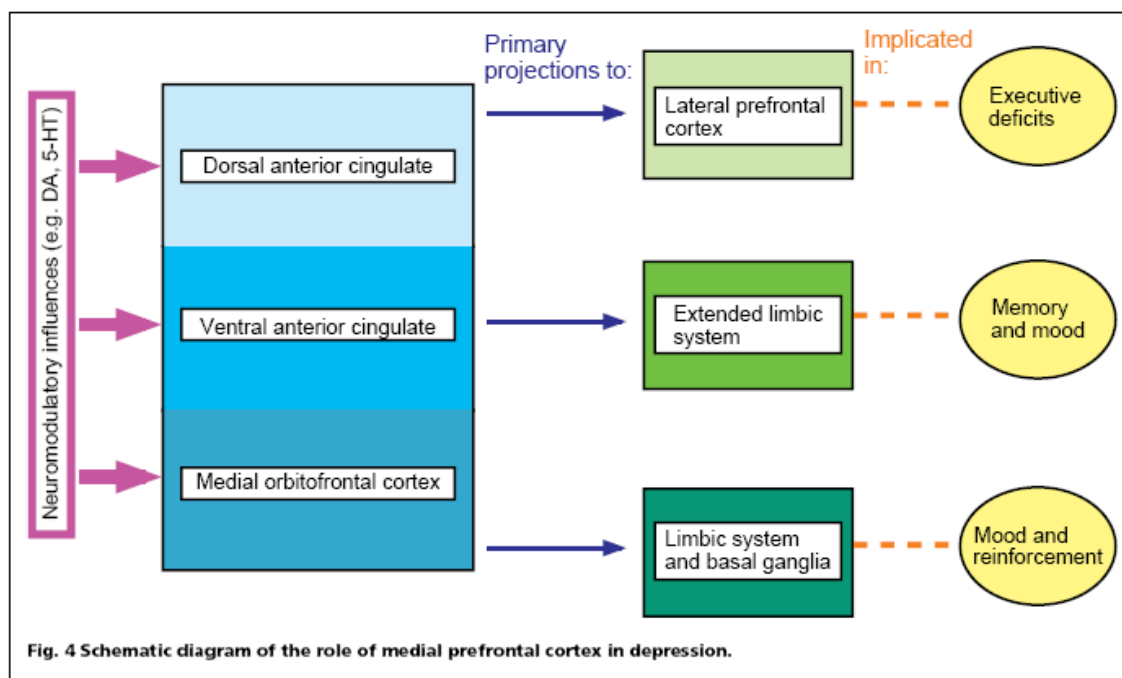 Neuromodulatory influences (e.g. DA, 5-HT)
Dorsal anterior cingulate
Ventral anterior cingulate
Medial orbitofrontal cortex
Primary
projections to:
Lateral prefrontal
cortex
Extended limbic
system
Limbic system
and basal ganglia
Implicated
in:
Executive
deficits
Memory
and mood
Mood and
reinforcement
Fig. 4 Schematic diagram of the role of medial prefrontal cortex in depression.